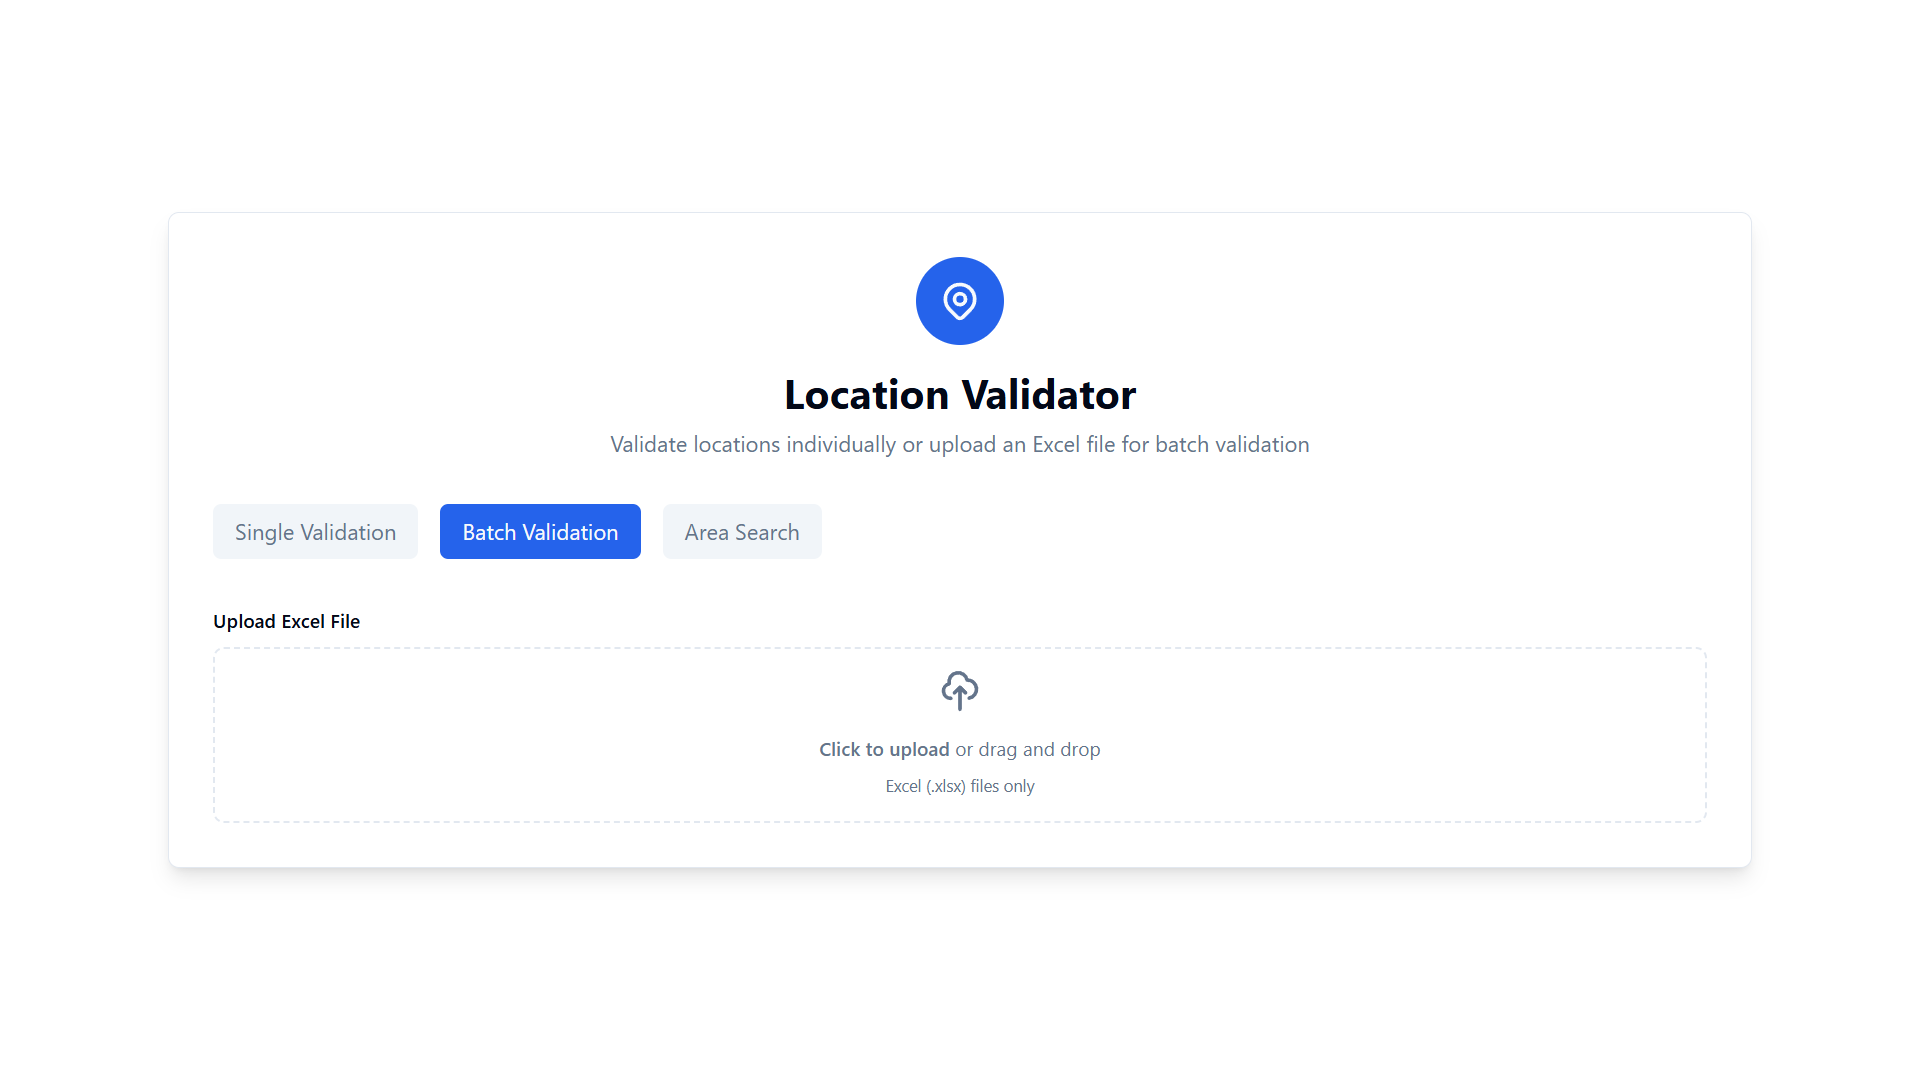 Location Validator
Validate locations individually or upload an Excel file for batch validation
Single Validation Batch Validation Area Search
Upload Excel File
Click to upload or drag and drop
Excel (.xlsx) files only